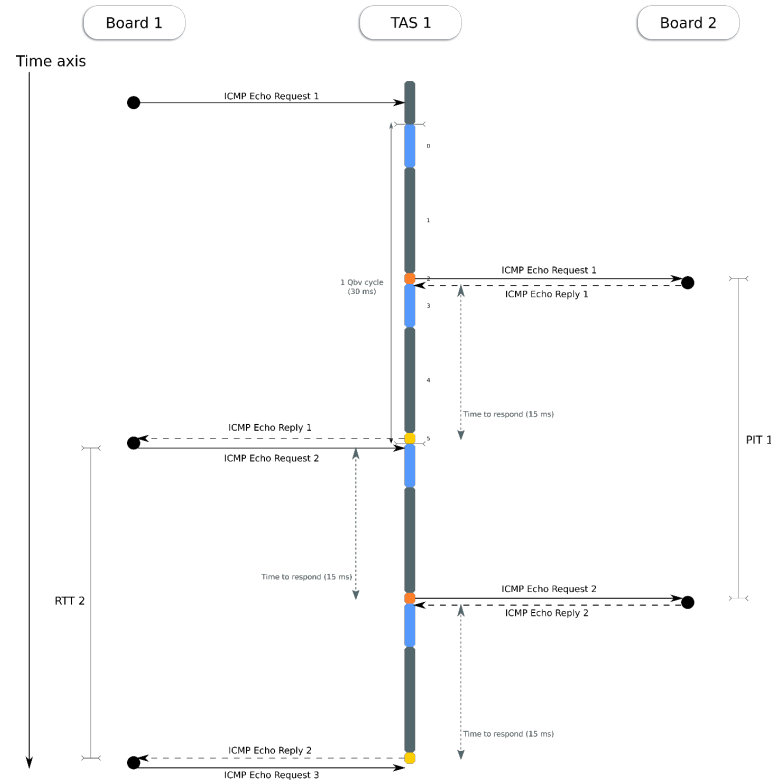 Board 1
TAS 1
Board 2
Time axis
ICMP Echo Request 1
0
1
1 Qbv cycle
(30 ms)
2
ICMP Echo Request 1
ICMP Echo Reply 1
3
4
Time to respond (15 ms)
ICMP Echo Reply 1
5
PIT 1
ICMP Echo Request 2
Time to respond (15 ms)
RTT 2
ICMP Echo Request 2
ICMP Echo Reply 2
Time to respond (15 ms)
ICMP Echo Reply 2
ICMP Echo Request 3